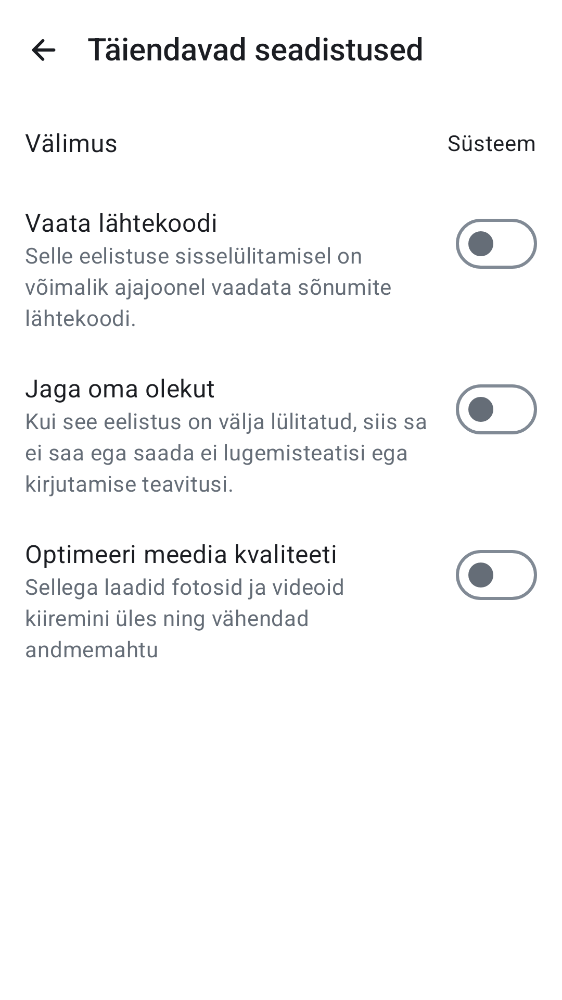 Täiendavad seadistused
Välimus
Süsteem
Vaata lähtekoodi
Selle eelistuse sisselülitamisel on
võimalik ajajoonel vaadata sõnumite
lähtekoodi.
Jaga oma olekut
Kui see eelistus on välja lülitatud, siis sa
ei saa ega saada ei lugemisteatisi ega
kirjutamise teavitusi.
Optimeeri meedia kvaliteeti
Sellega laadid fotosid ja videoid
kiiremini üles ning vähendad
andmemahtu